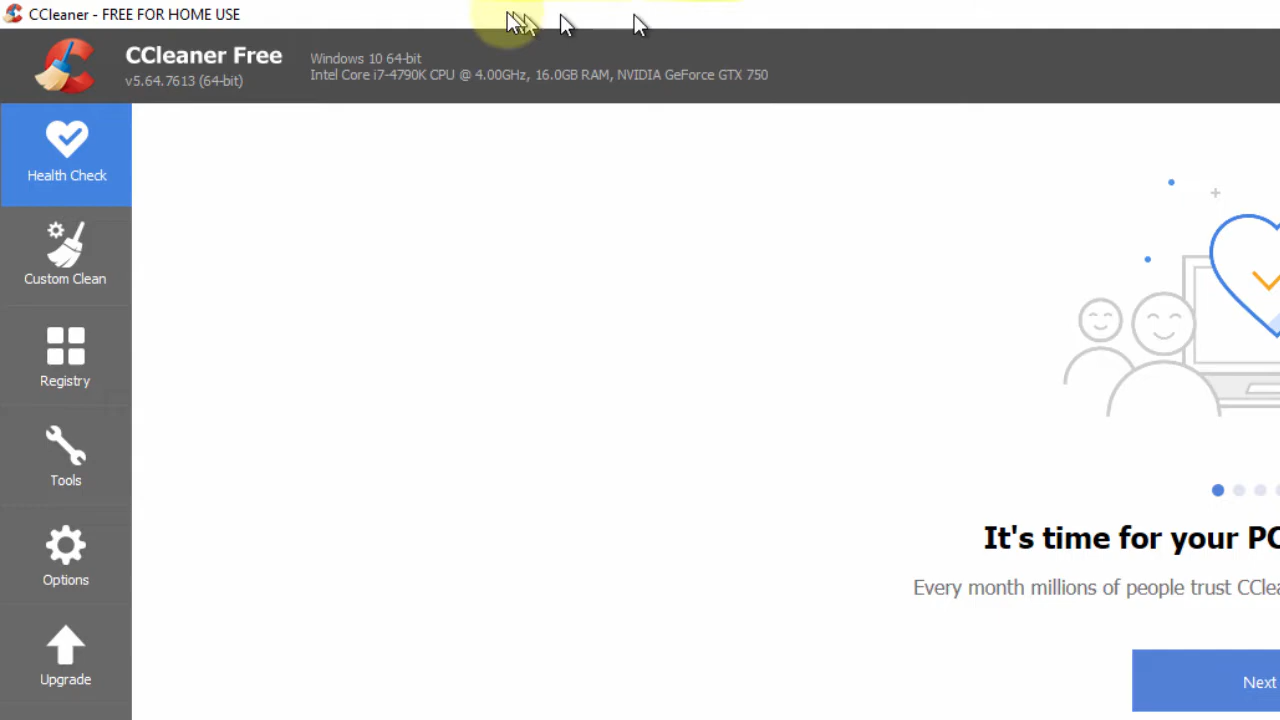 CCleaner - FREE FOR HOME USE
CCleaner Free
v5.64.7613 (64-bit)
Windows 10 64-bit
Intel Core i7-4790K CPU @ 4.00GHz, 16.0GB RAM, NVIDIA GeForce GTX 750
Health Check
Custom Clean
Registry
Tools
Options
Upgrade
It's time for your PC
Every month millions of people trust CClea
Next